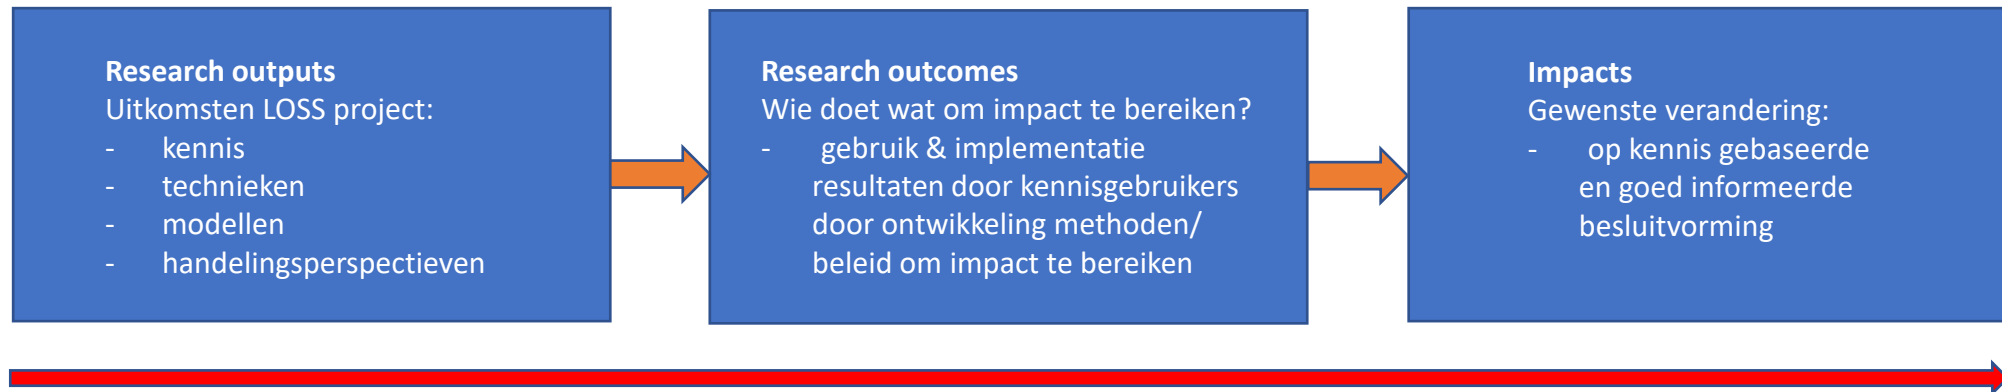 Research outputs
Uitkomsten LOSS project:
- kennis
- technieken
- modellen
- handelingsperspectieven
Research outcomes
Wie doet wat om impact te bereiken?
- gebruik & implementatie
resultaten door kennisgebruikers
door ontwikkeling methoden/
beleid om impact te bereiken
Impacts
Gewenste verandering:
- op kennis gebaseerde
en goed informeerde
besluitvorming